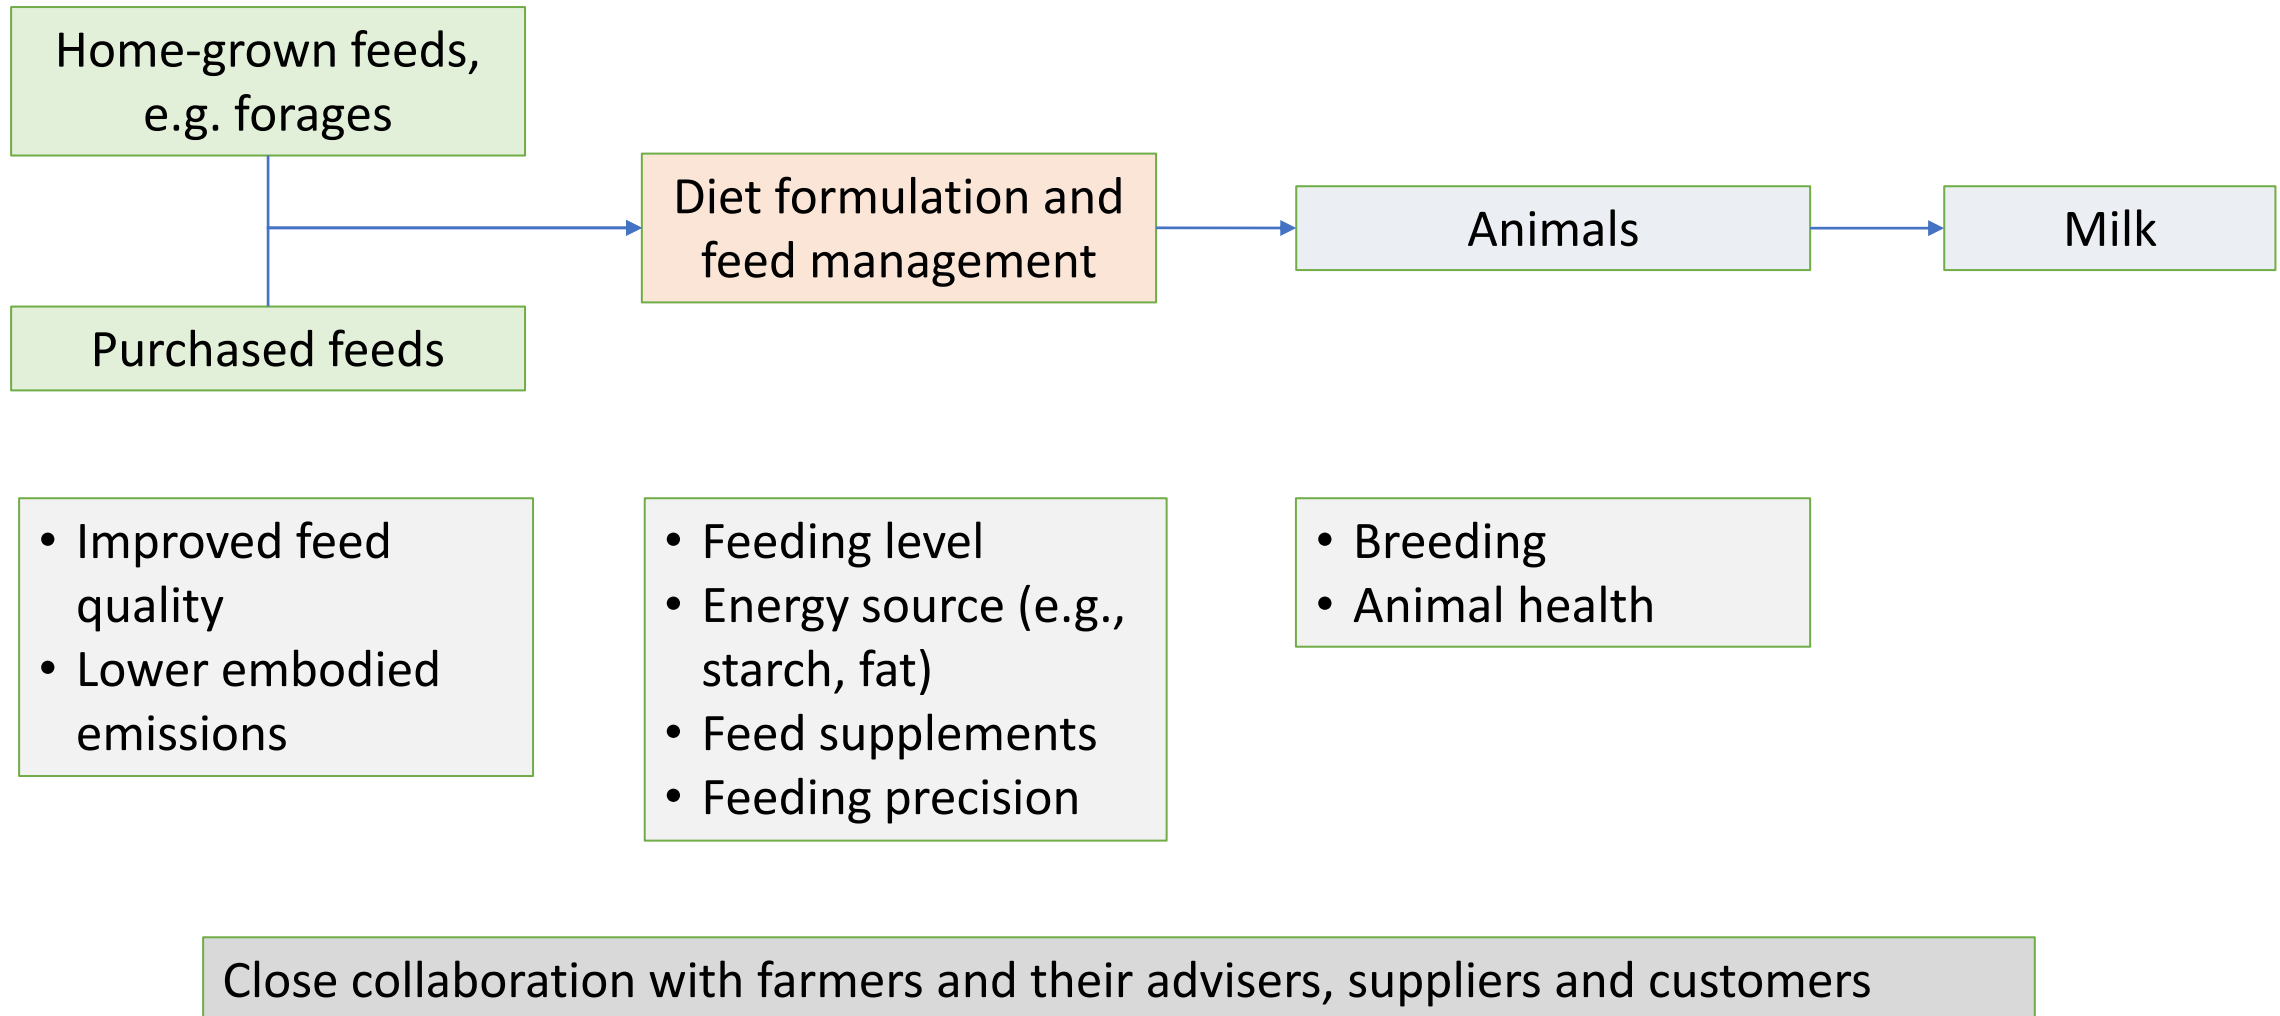 Home-grown feeds,
e.g. forages
Diet formulation and
feed management
Animals
Milk
Purchased feeds
• Improved feed
quality
• Lower embodied
emissions
• Feeding level
• Energy source (e.g.,
starch, fat)
• Feed supplements
• Feeding precision
• Breeding
• Animal health
Close collaboration with farmers and their advisers, suppliers and customers